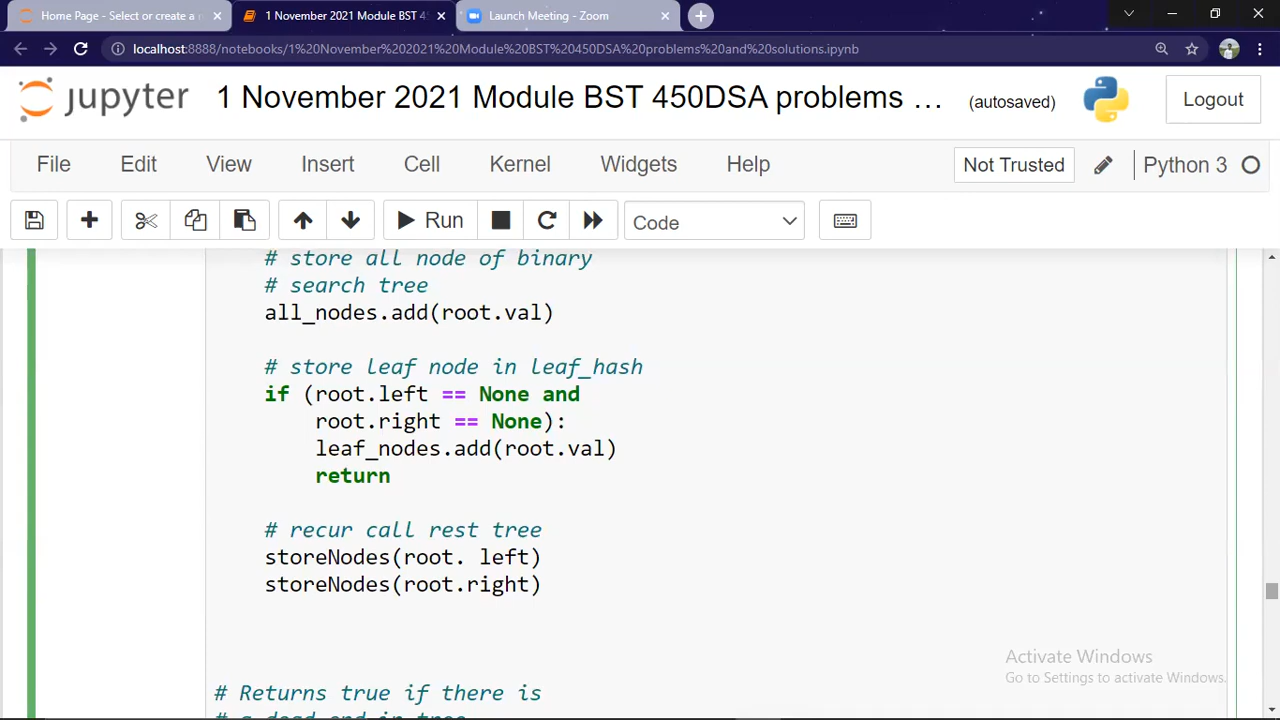 Home Page - Select or create a
1 November 2021 Module BST 4
Launch Meeting - Zoom
localhost:8888/notebooks/1%20November%202021%20Module%20BST%20450DSA%20problems%20and%20solutions.ipynb
jupyter 1 November 2021 Module BST 450DSA problems ... (autosaved) Logout
File Edit View Insert Cell Kernel Widgets Help Not Trusted Python 3
Run Code
# store all node of binary
# search tree
all_nodes.add(root.val)
# store leaf node in leaf_hash
if (root.left == None and
root.right == None):
leaf_nodes.add(root.val)
return
# recur call rest tree
storeNodes(root. left)
storeNodes(root.right)
# Returns true if there is
# a dead end in tree
Activate Windows
Go to Settings to activate Windows.